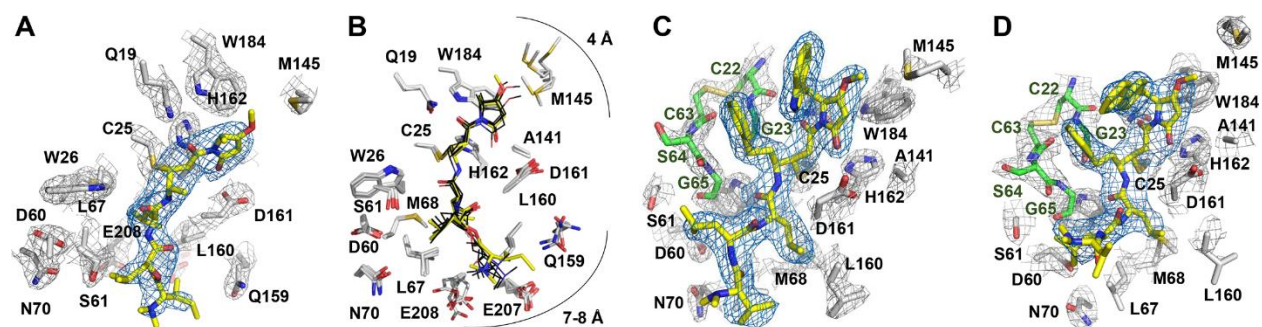 A
Q19
W184
M145
H162
C25
W26
L67
D60
E208
D161
L160
N70
S61
Q159
B
Q19
W184
4 Å
M145
C25
A141
W26
H162
D161
S61
M68
L160
D60
Q159
L67
N70
E208
E207
7-8 Å
C
C22
M145
C63
G23
W184
S64
G65
C25
A141
H162
S61
D161
D60
M68
L160
N70
D
M145
C22
W184
C63
G23
A141
H162
S64
C25
D161
G65
S61
D60
M68
N70
L67
L160